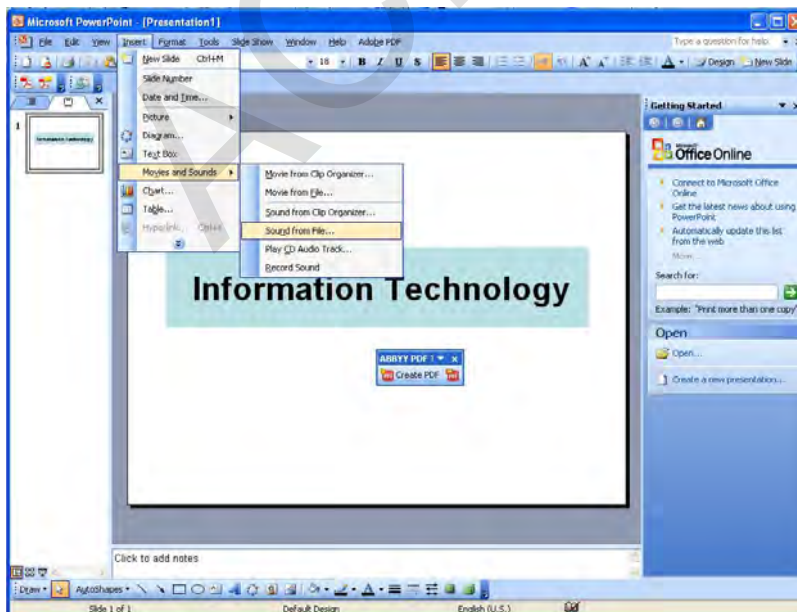 Microsoft PowerPoint - [Presentation1]
File Edit View Insert Format Tools Slide Show Window Help Adobe PDF
Type a question for help
18 B I U S
Design New Slide
New Slide Ctrl+M
Slide Number
Date and Time...
Picture
Diagram...
Text Box
Movies and Sounds
Chart...
Table...
Hyperlink...
Movie from Clip Organizer...
Movie from File...
Sound from Clip Organizer...
Sound from File...
Play CD Audio Track...
Record Sound
1
Information Technology
Information Technology
ABBYY PDF T
Create PDF
Getting Started
Microsoft
Office Online
Connect to Microsoft Office
Online
Get the latest news about using
PowerPoint
Automatically update this list
from the web
More...
Search for:
Example: "Print more than one copy"
Open
Open...
Create a new presentation...
Click to add notes
Draw AutoShapes
Slide 1 of 1 Default Design English (U.S.)